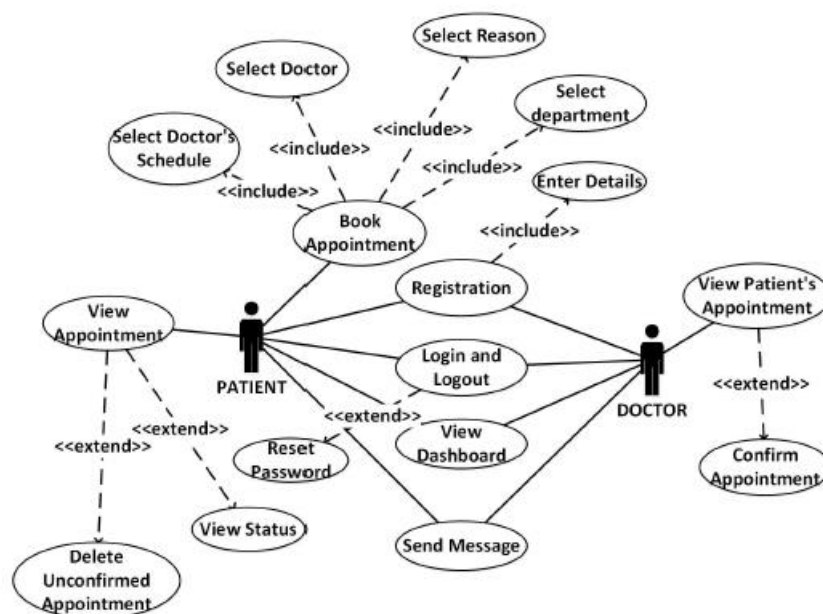 Select Reason
Select Doctor
Select
department
Select Doctor's
Schedule
<<include>>
<<include>>
<<include>>
<<include>>
Enter Details
Book
Appointment
<<include>>
Registration
View Patient's
Appointment
View
Appointment
PATIENT
Login and
Logout
DOCTOR
<<extend>>
<<extend>>
<<extend>>
<<extend>>
Reset
Password
View
Dashboard
Confirm
Appointment
View Status
Send Message
Delete
Unconfirmed
Appointment